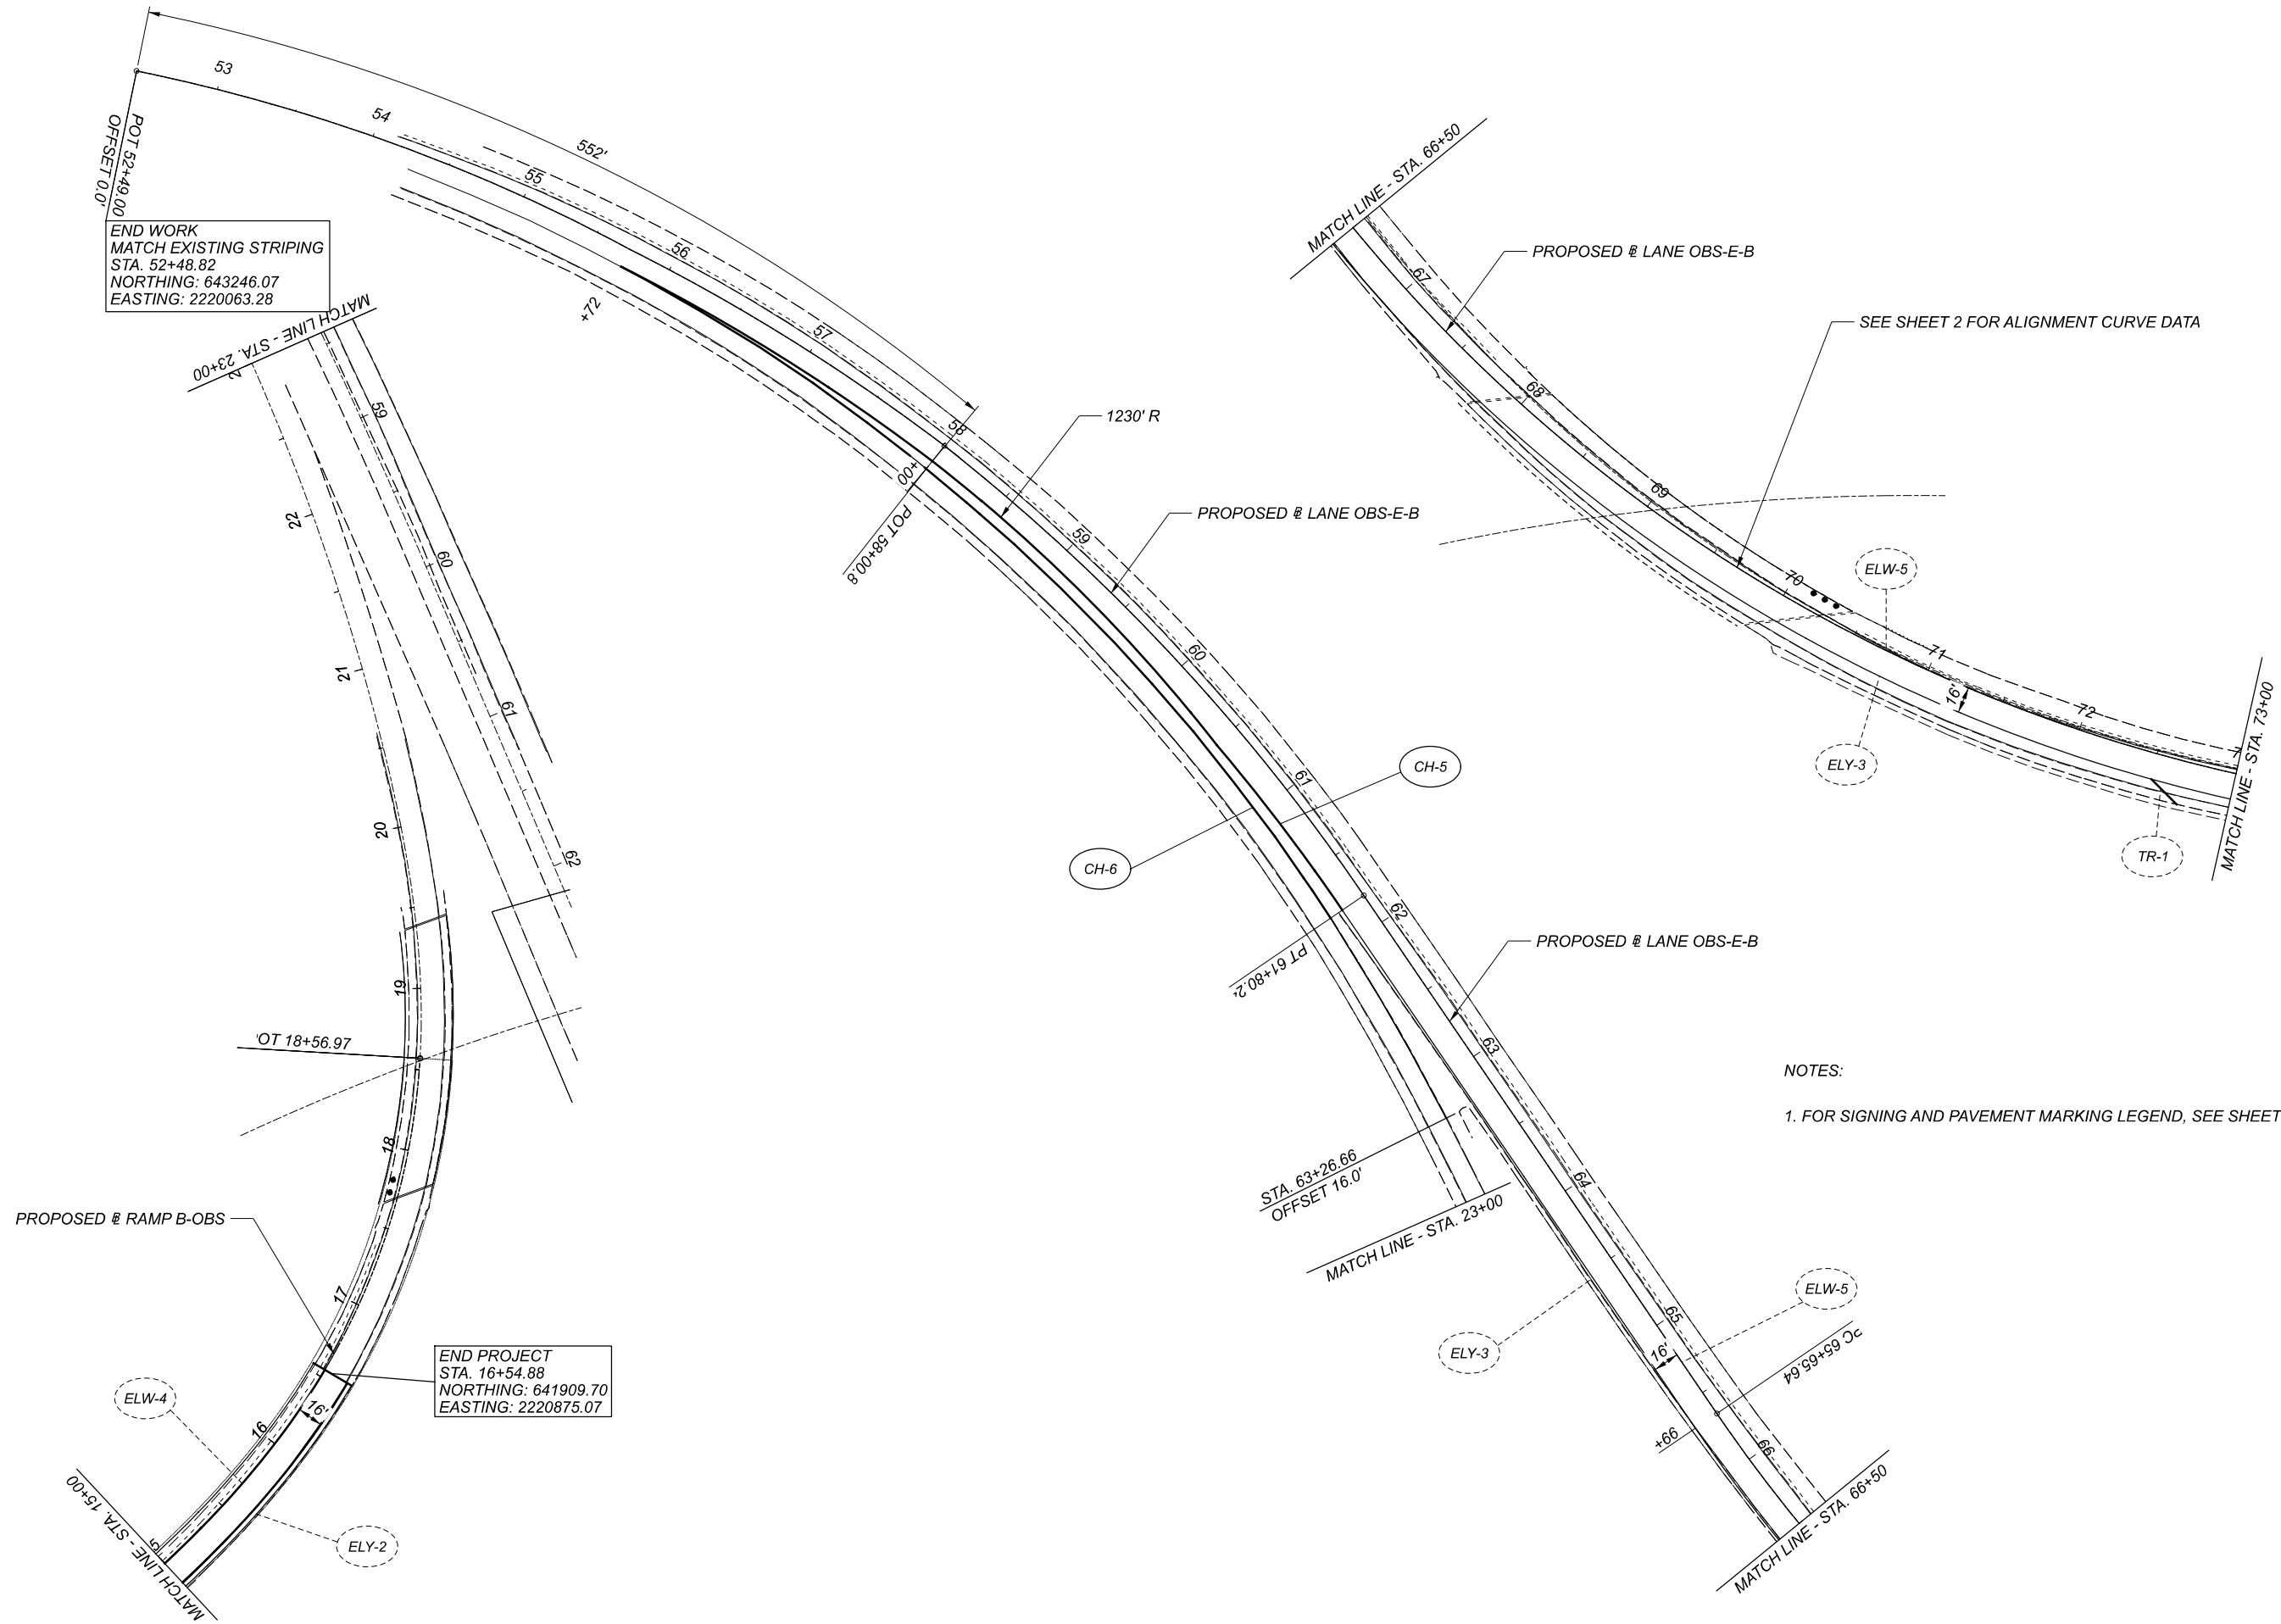 53
54
552'
55
56
57
58
59
60
61
62
63
64
65
66
POT 52+49.00
OFFSET 0.0'
END WORK
MATCH EXISTING STRIPING
STA. 52+48.82
NORTHING: 643246.07
EASTING: 2220063.28
MATCH LINE - STA. 23+00
2
22
21
20
19
18
17
16
5
59
60
61
62
+72
+00
POT 58+00.8
1230' R
PROPOSED ℄ LANE OBS-E-B
CH-5
CH-6
PT 61+80.2
PROPOSED ℄ LANE OBS-E-B
STA. 63+26.66
OFFSET 16.0'
MATCH LINE - STA. 23+00
ELY-3
ELW-5
16'
PC 65+65.64
+66
MATCH LINE - STA. 66+50
OT 18+56.97
PROPOSED ℄ RAMP B-OBS
END PROJECT
STA. 16+54.88
NORTHING: 641909.70
EASTING: 2220875.07
ELW-4
16'
ELY-2
MATCH LINE - STA. 15+00
MATCH LINE - STA. 66+50
67
PROPOSED ℄ LANE OBS-E-B
SEE SHEET 2 FOR ALIGNMENT CURVE DATA
68
69
70
71
72
7
ELW-5
16'
ELY-3
TR-1
MATCH LINE - STA. 73+00
NOTES:
1. FOR SIGNING AND PAVEMENT MARKING LEGEND, SEE SHEET